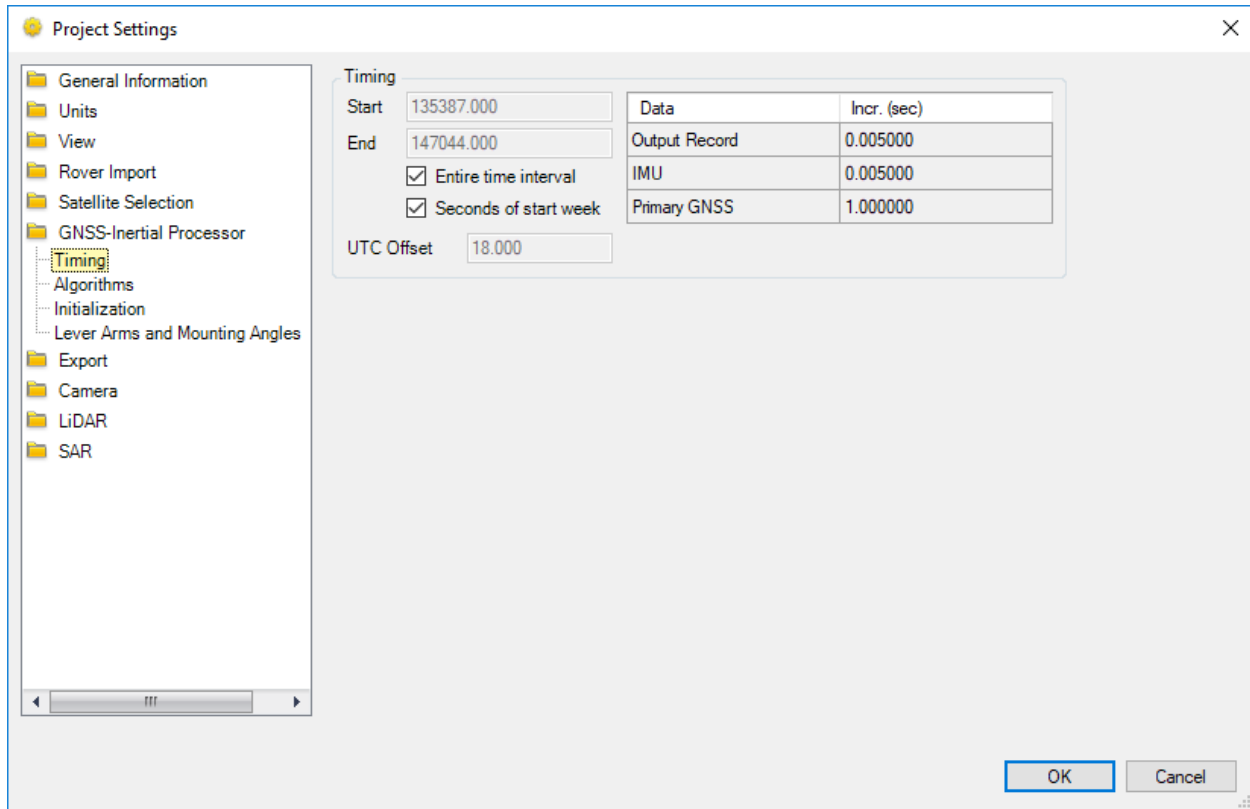 Project Settings
General Information
Units
View
Rover Import
Satellite Selection
GNSS-Inertial Processor
Timing
Algorithms
Initialization
Lever Arms and Mounting Angles
Export
Camera
LiDAR
SAR
Timing
Start 135387.000
End 147044.000
Entire time interval
Seconds of start week
UTC Offset 18.000
Data Incr. (sec)
Output Record 0.005000
IMU 0.005000
Primary GNSS 1.000000
OK Cancel